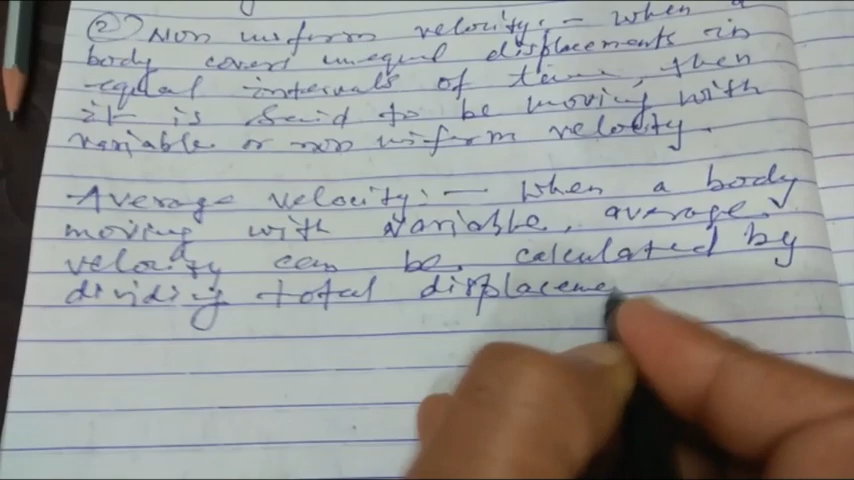 ② Non uniform velocity:- When a
body covers unequal displacements in
equal intervals of time, then
it is said to be moving with
variable or non uniform velocity.
Average velocity:- When a body
moving with variable, average
velocity can be calculated by
dividing total displaceme